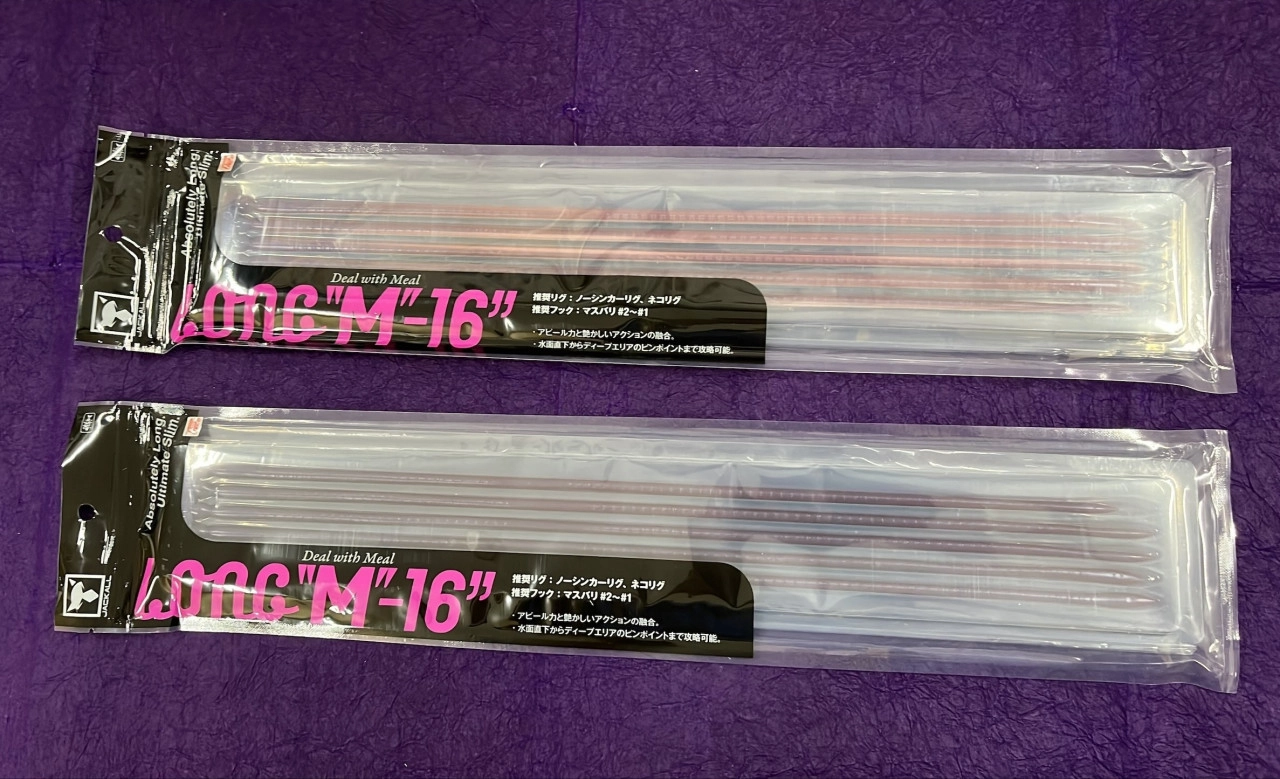 Absolutely Long.
Ultimate Slim.
JACKALL
Deal with Meal
LONG "M"-16"
推奨リグ：ノーシンカーリグ、ネコリグ
推奨フック：マスバリ #2〜#1
・アピール力と艶かしいアクションの融合。
・水面直下からディープエリアのピンポイントまで攻略可能。
Absolutely Long.
Ultimate Slim.
JACKALL
Deal with Meal
LONG "M"-16"
推奨リグ：ノーシンカーリグ、ネコリグ
推奨フック：マスバリ #2〜#1
・アピール力と艶かしいアクションの融合。
・水面直下からディープエリアのピンポイントまで攻略可能。